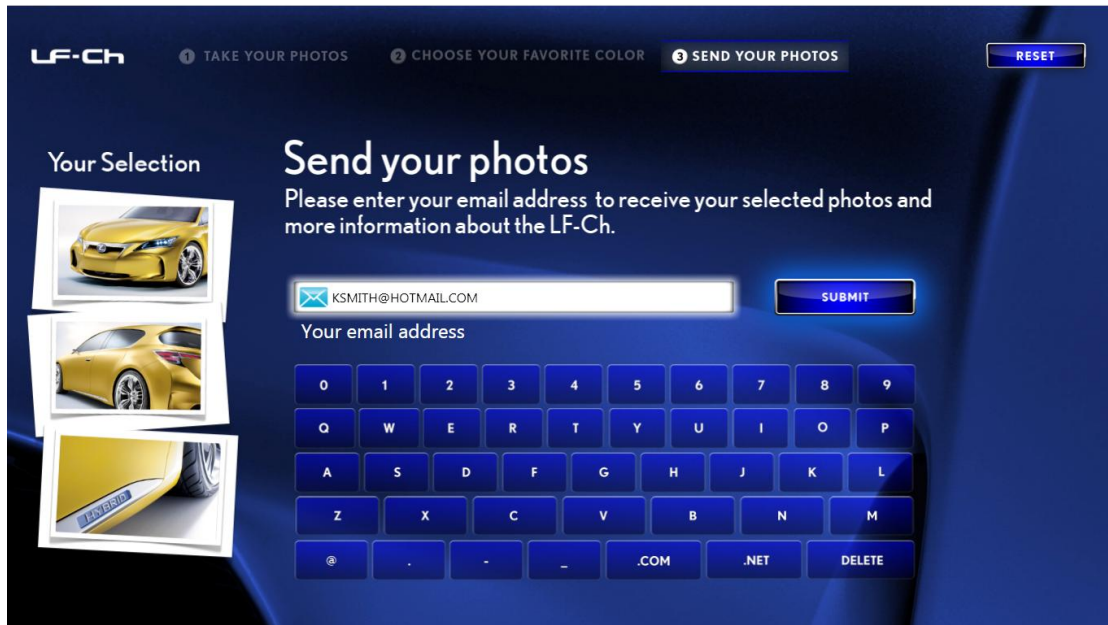 LF-Ch
1 TAKE YOUR PHOTOS
2 CHOOSE YOUR FAVORITE COLOR
3 SEND YOUR PHOTOS
RESET
Your Selection
HYBRID
Send your photos
Please enter your email address to receive your selected photos and
more information about the LF-Ch.
KSMITH@HOTMAIL.COM
SUBMIT
Your email address
0 1 2 3 4 5 6 7 8 9
Q W E R T Y U I O P
A S D F G H J K L
Z X C V B N M
@ . - _ .COM .NET DELETE